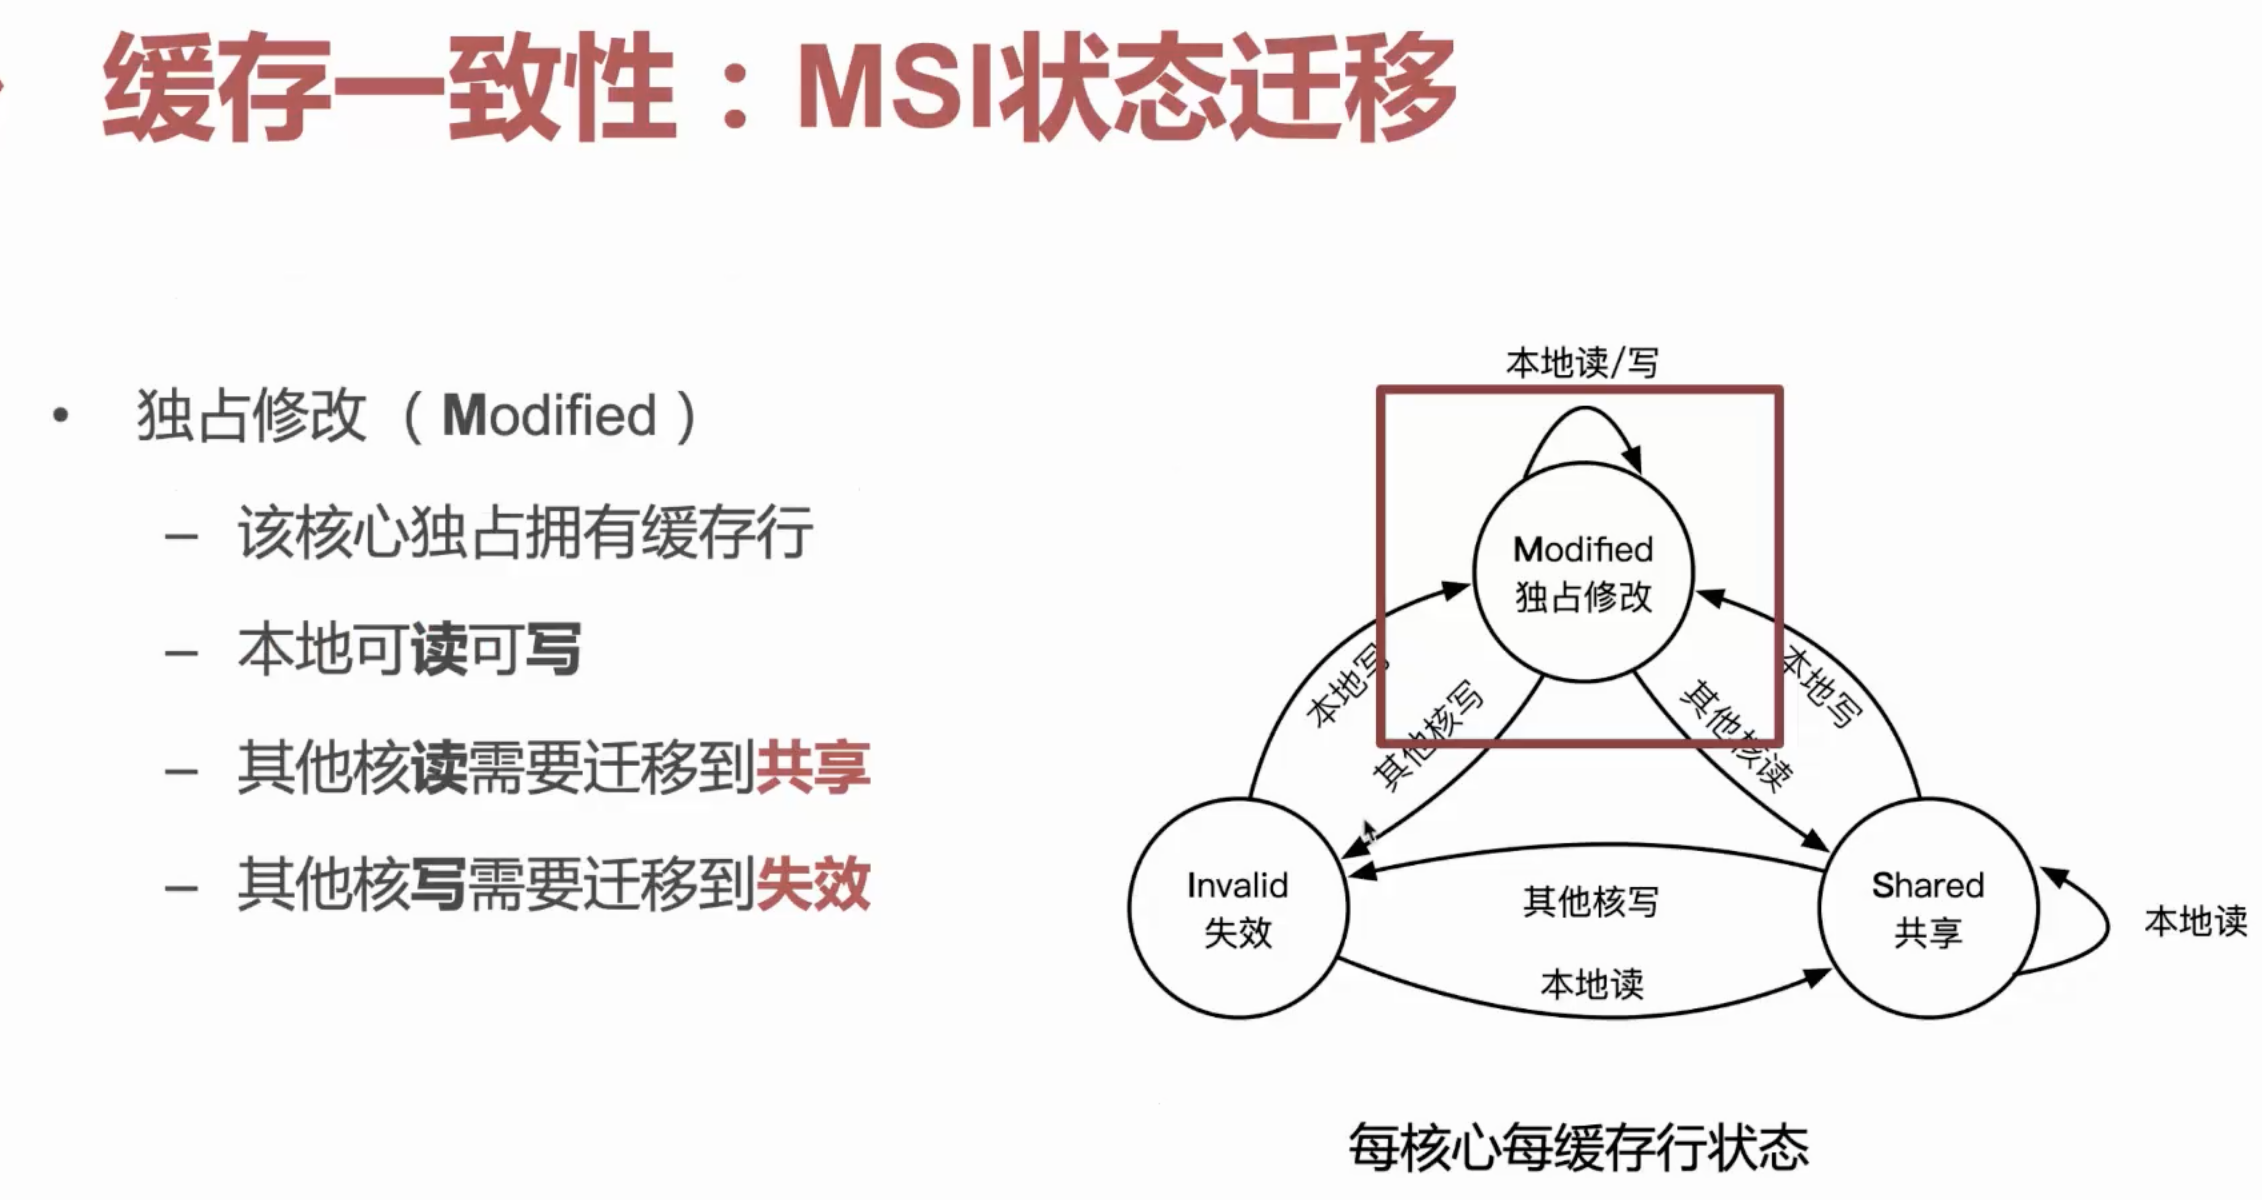 缓存一致性：MSI状态迁移
• 独占修改（Modified）
– 该核心独占拥有缓存行
– 本地可读可写
– 其他核读需要迁移到共享
– 其他核写需要迁移到失效
本地读/写
Modified
独占修改
本地写
其他核写
其他核读
本地写
Invalid
失效
其他核写
本地读
Shared
共享
本地读
每核心每缓存行状态